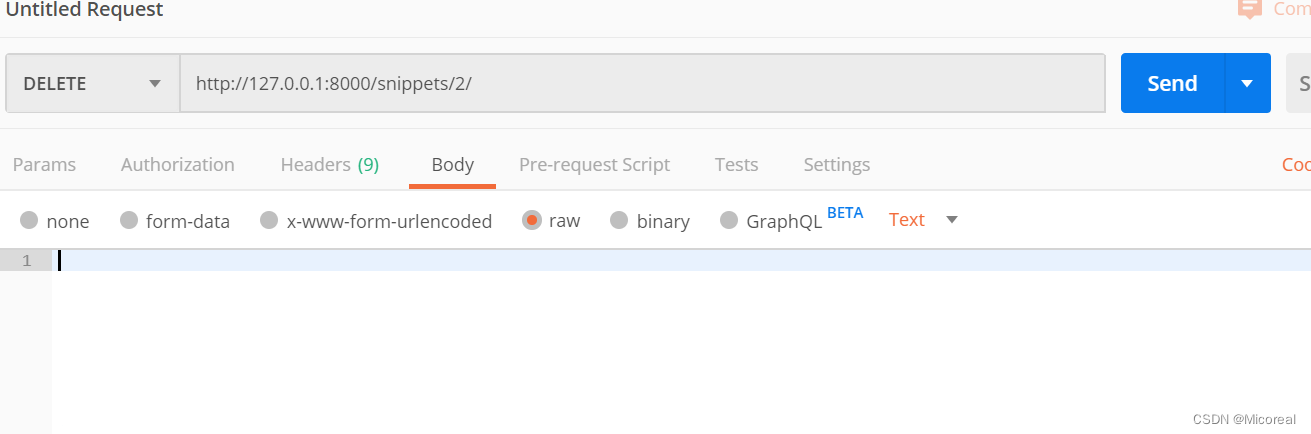 Untitled Request
Com
DELETE http://127.0.0.1:8000/snippets/2/ Send S
Params Authorization Headers (9) Body Pre-request Script Tests Settings Coo
none form-data x-www-form-urlencoded raw binary GraphQL BETA Text
1
CSDN @Micoreal